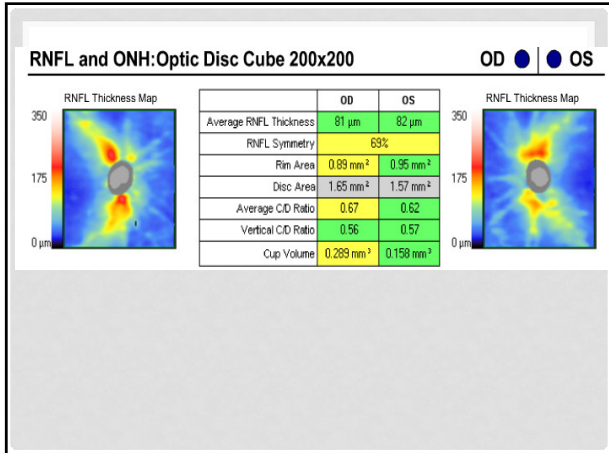 RNFL and ONH:Optic Disc Cube 200x200 OD OS
RNFL Thickness Map
350
175
0 µm
OD OS
Average RNFL Thickness 81 µm 82 µm
RNFL Symmetry 69%
Rim Area 0.89 mm² 0.95 mm²
Disc Area 1.65 mm² 1.57 mm²
Average C/D Ratio 0.67 0.62
Vertical C/D Ratio 0.56 0.57
Cup Volume 0.289 mm³ 0.158 mm³
RNFL Thickness Map
350
175
0 µm